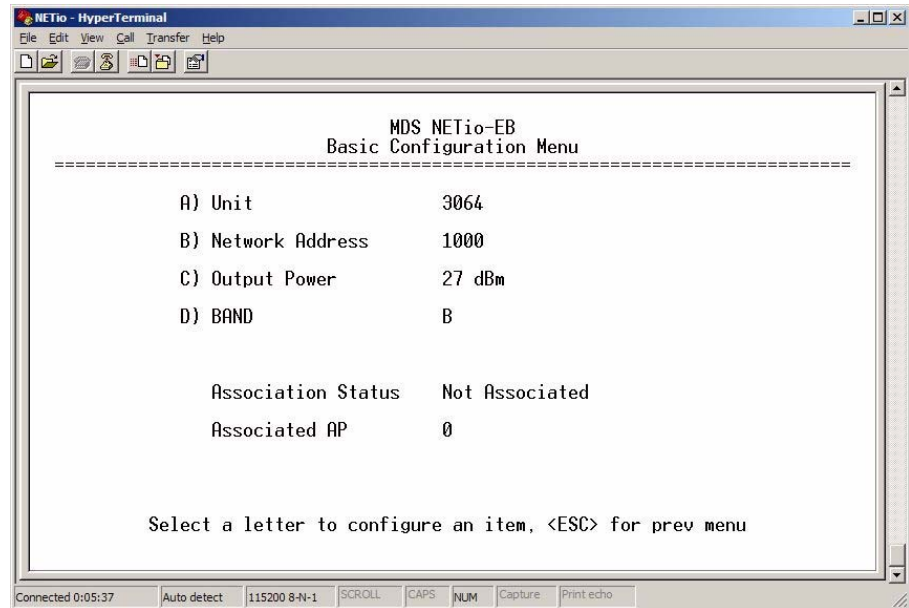 NETio - HyperTerminal
File Edit View Call Transfer Help
MDS NETio-EB
Basic Configuration Menu
================================================================================
A) Unit 3064
B) Network Address 1000
C) Output Power 27 dBm
D) BAND B
Association Status Not Associated
Associated AP 0
Select a letter to configure an item, <ESC> for prev menu
Connected 0:05:37 Auto detect 115200 8-N-1 SCROLL CAPS NUM Capture Print echo